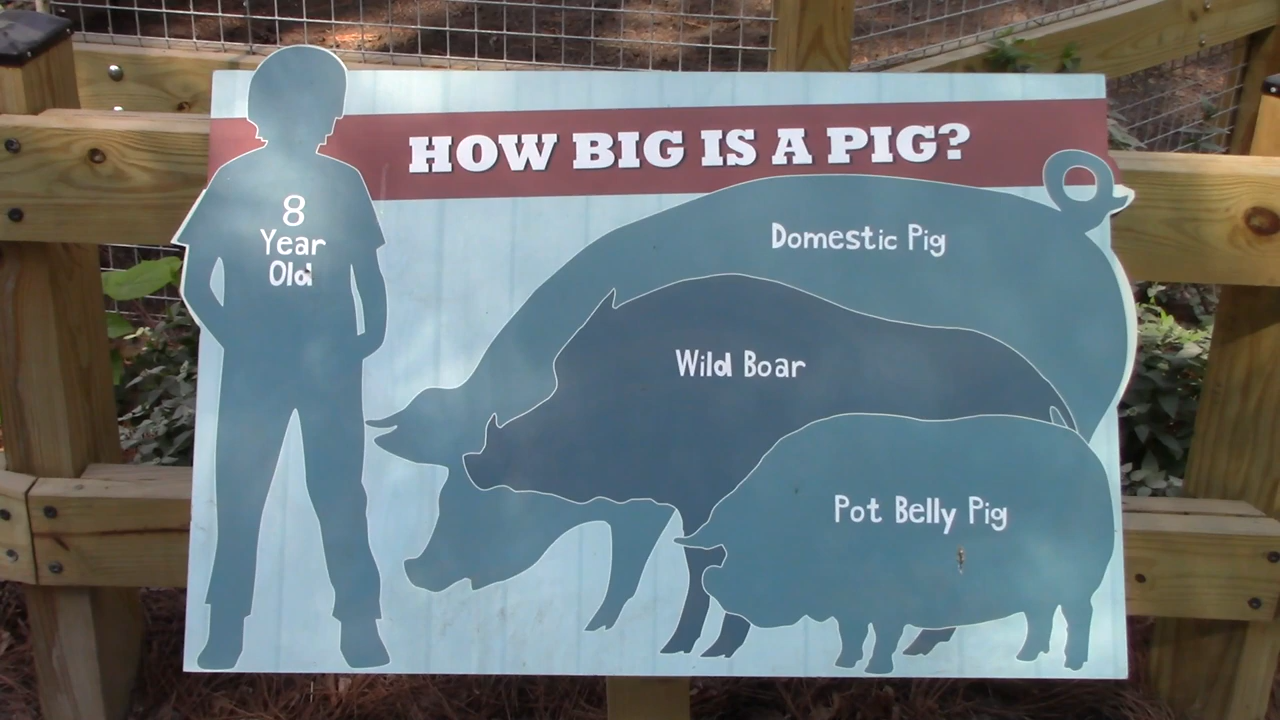 HOW BIG IS A PIG?
8
Year
Old
Domestic Pig
Wild Boar
Pot Belly Pig